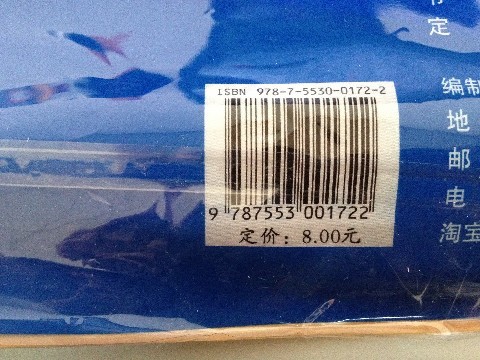 定
ISBN 978-7-5530-0172-2
9 787553 001722
定价：8.00元
编制
地
邮
电
淘宝